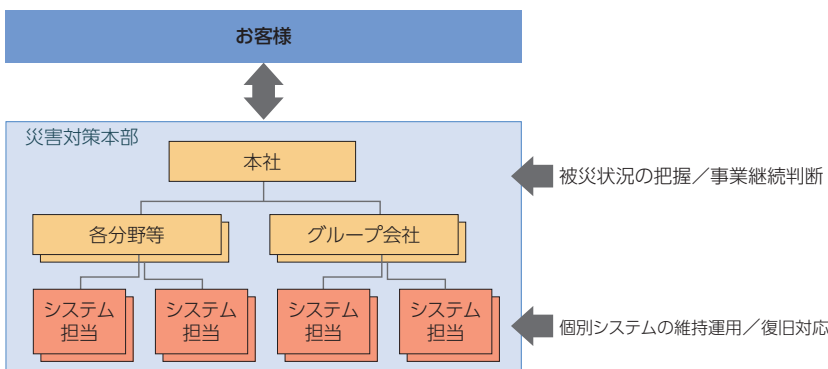 お客様
災害対策本部
本社
被災状況の把握／事業継続判断
各分野等
グループ会社
システム
担当
システム
担当
システム
担当
システム
担当
個別システムの維持運用／復旧対応